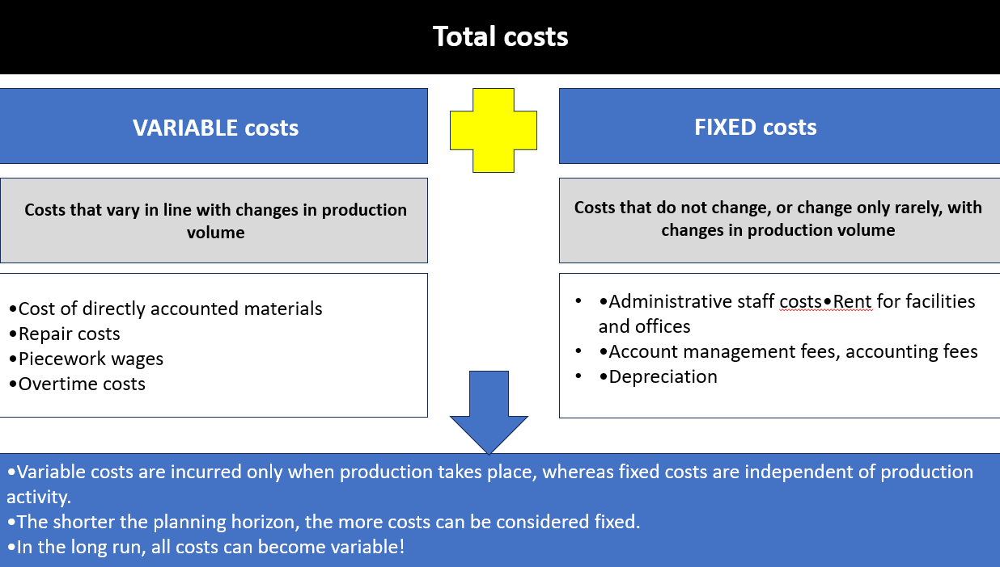 Total costs
VARIABLE costs
FIXED costs
Costs that vary in line with changes in production
volume
Costs that do not change, or change only rarely, with
changes in production volume
•Cost of directly accounted materials
•Repair costs
•Piecework wages
•Overtime costs
• •Administrative staff costs•Rent for facilities
and offices
• •Account management fees, accounting fees
• •Depreciation
•Variable costs are incurred only when production takes place, whereas fixed costs are independent of production
activity.
•The shorter the planning horizon, the more costs can be considered fixed.
•In the long run, all costs can become variable!